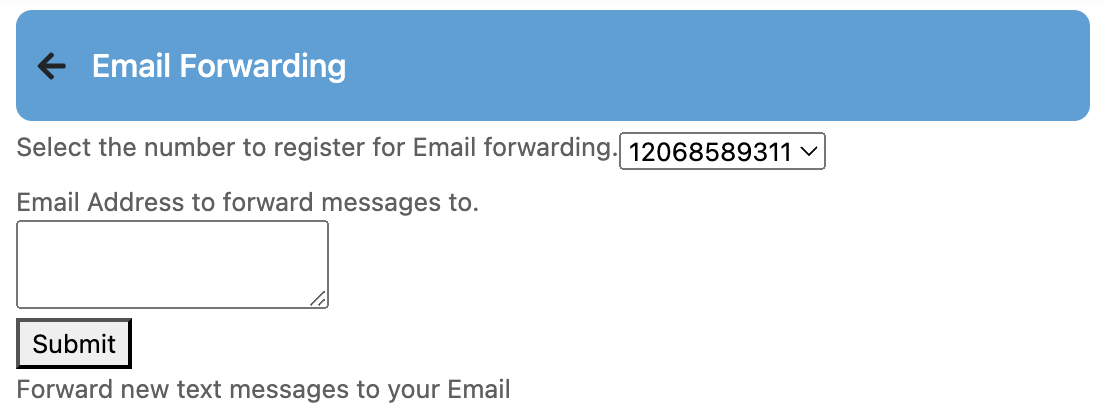 Email Forwarding
Select the number to register for Email forwarding. 12068589311
Email Address to forward messages to.
Submit
Forward new text messages to your Email